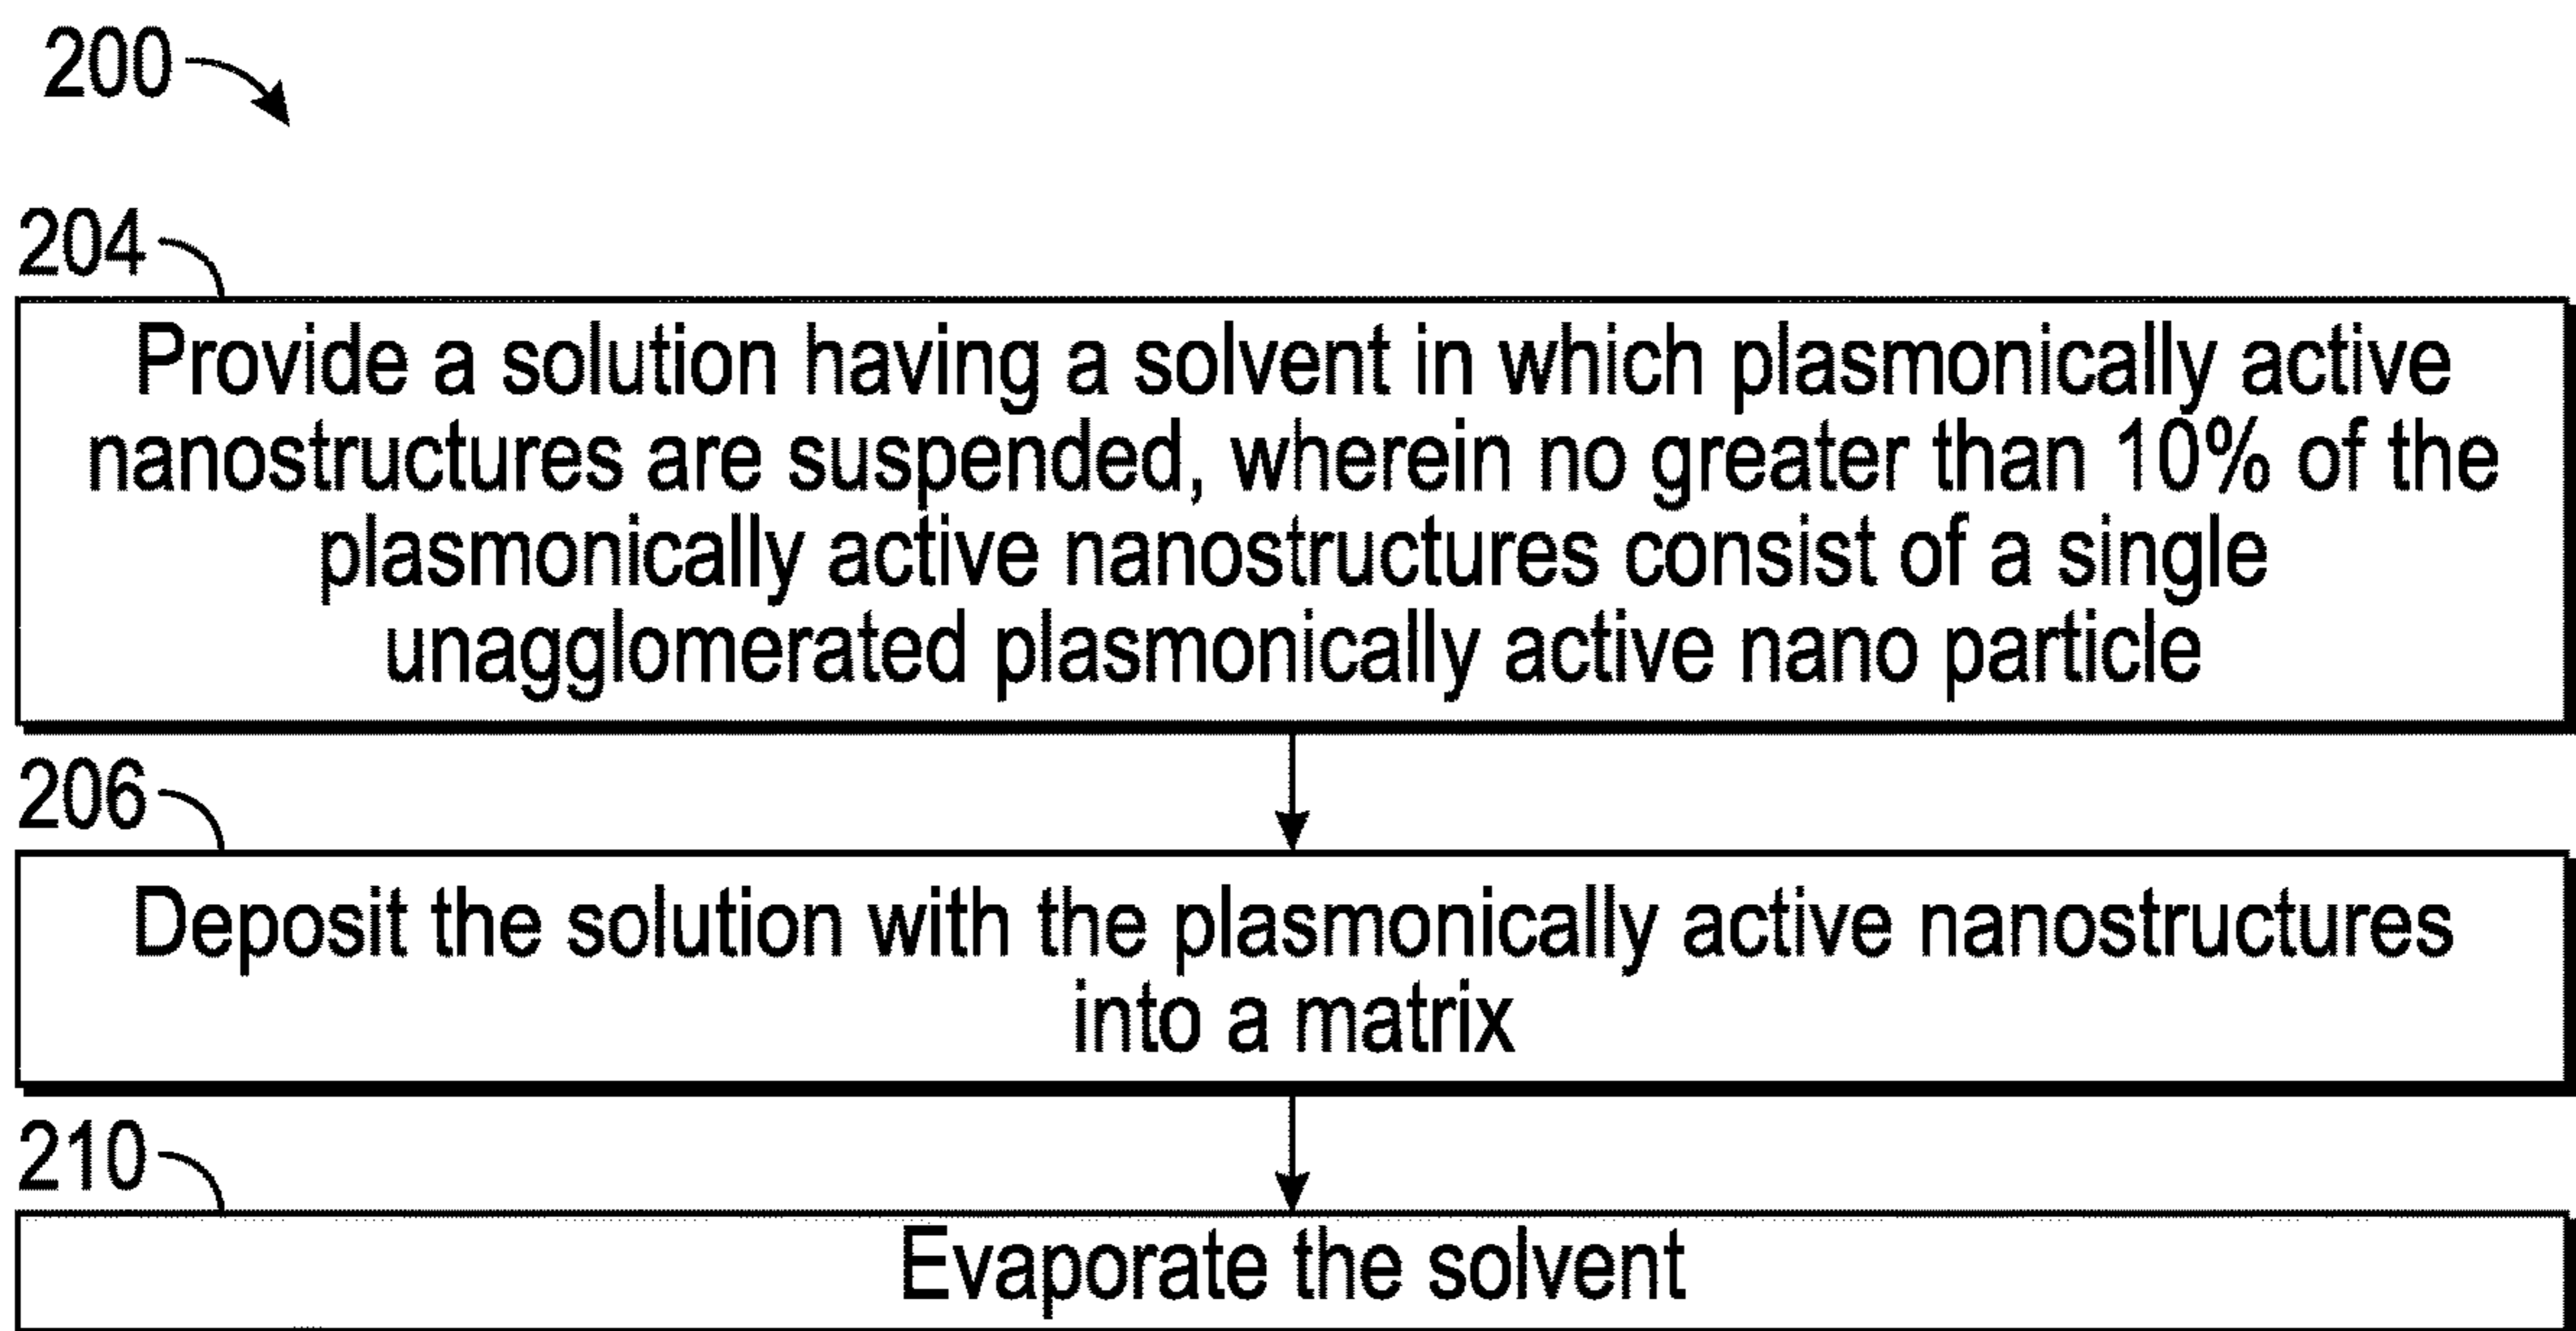 200
204
Provide a solution having a solvent in which plasmonically active
nanostructures are suspended, wherein no greater than 10% of the
plasmonically active nanostructures consist of a single
unagglomerated plasmonically active nano particle
206
Deposit the solution with the plasmonically active nanostructures
into a matrix
210
Evaporate the solvent